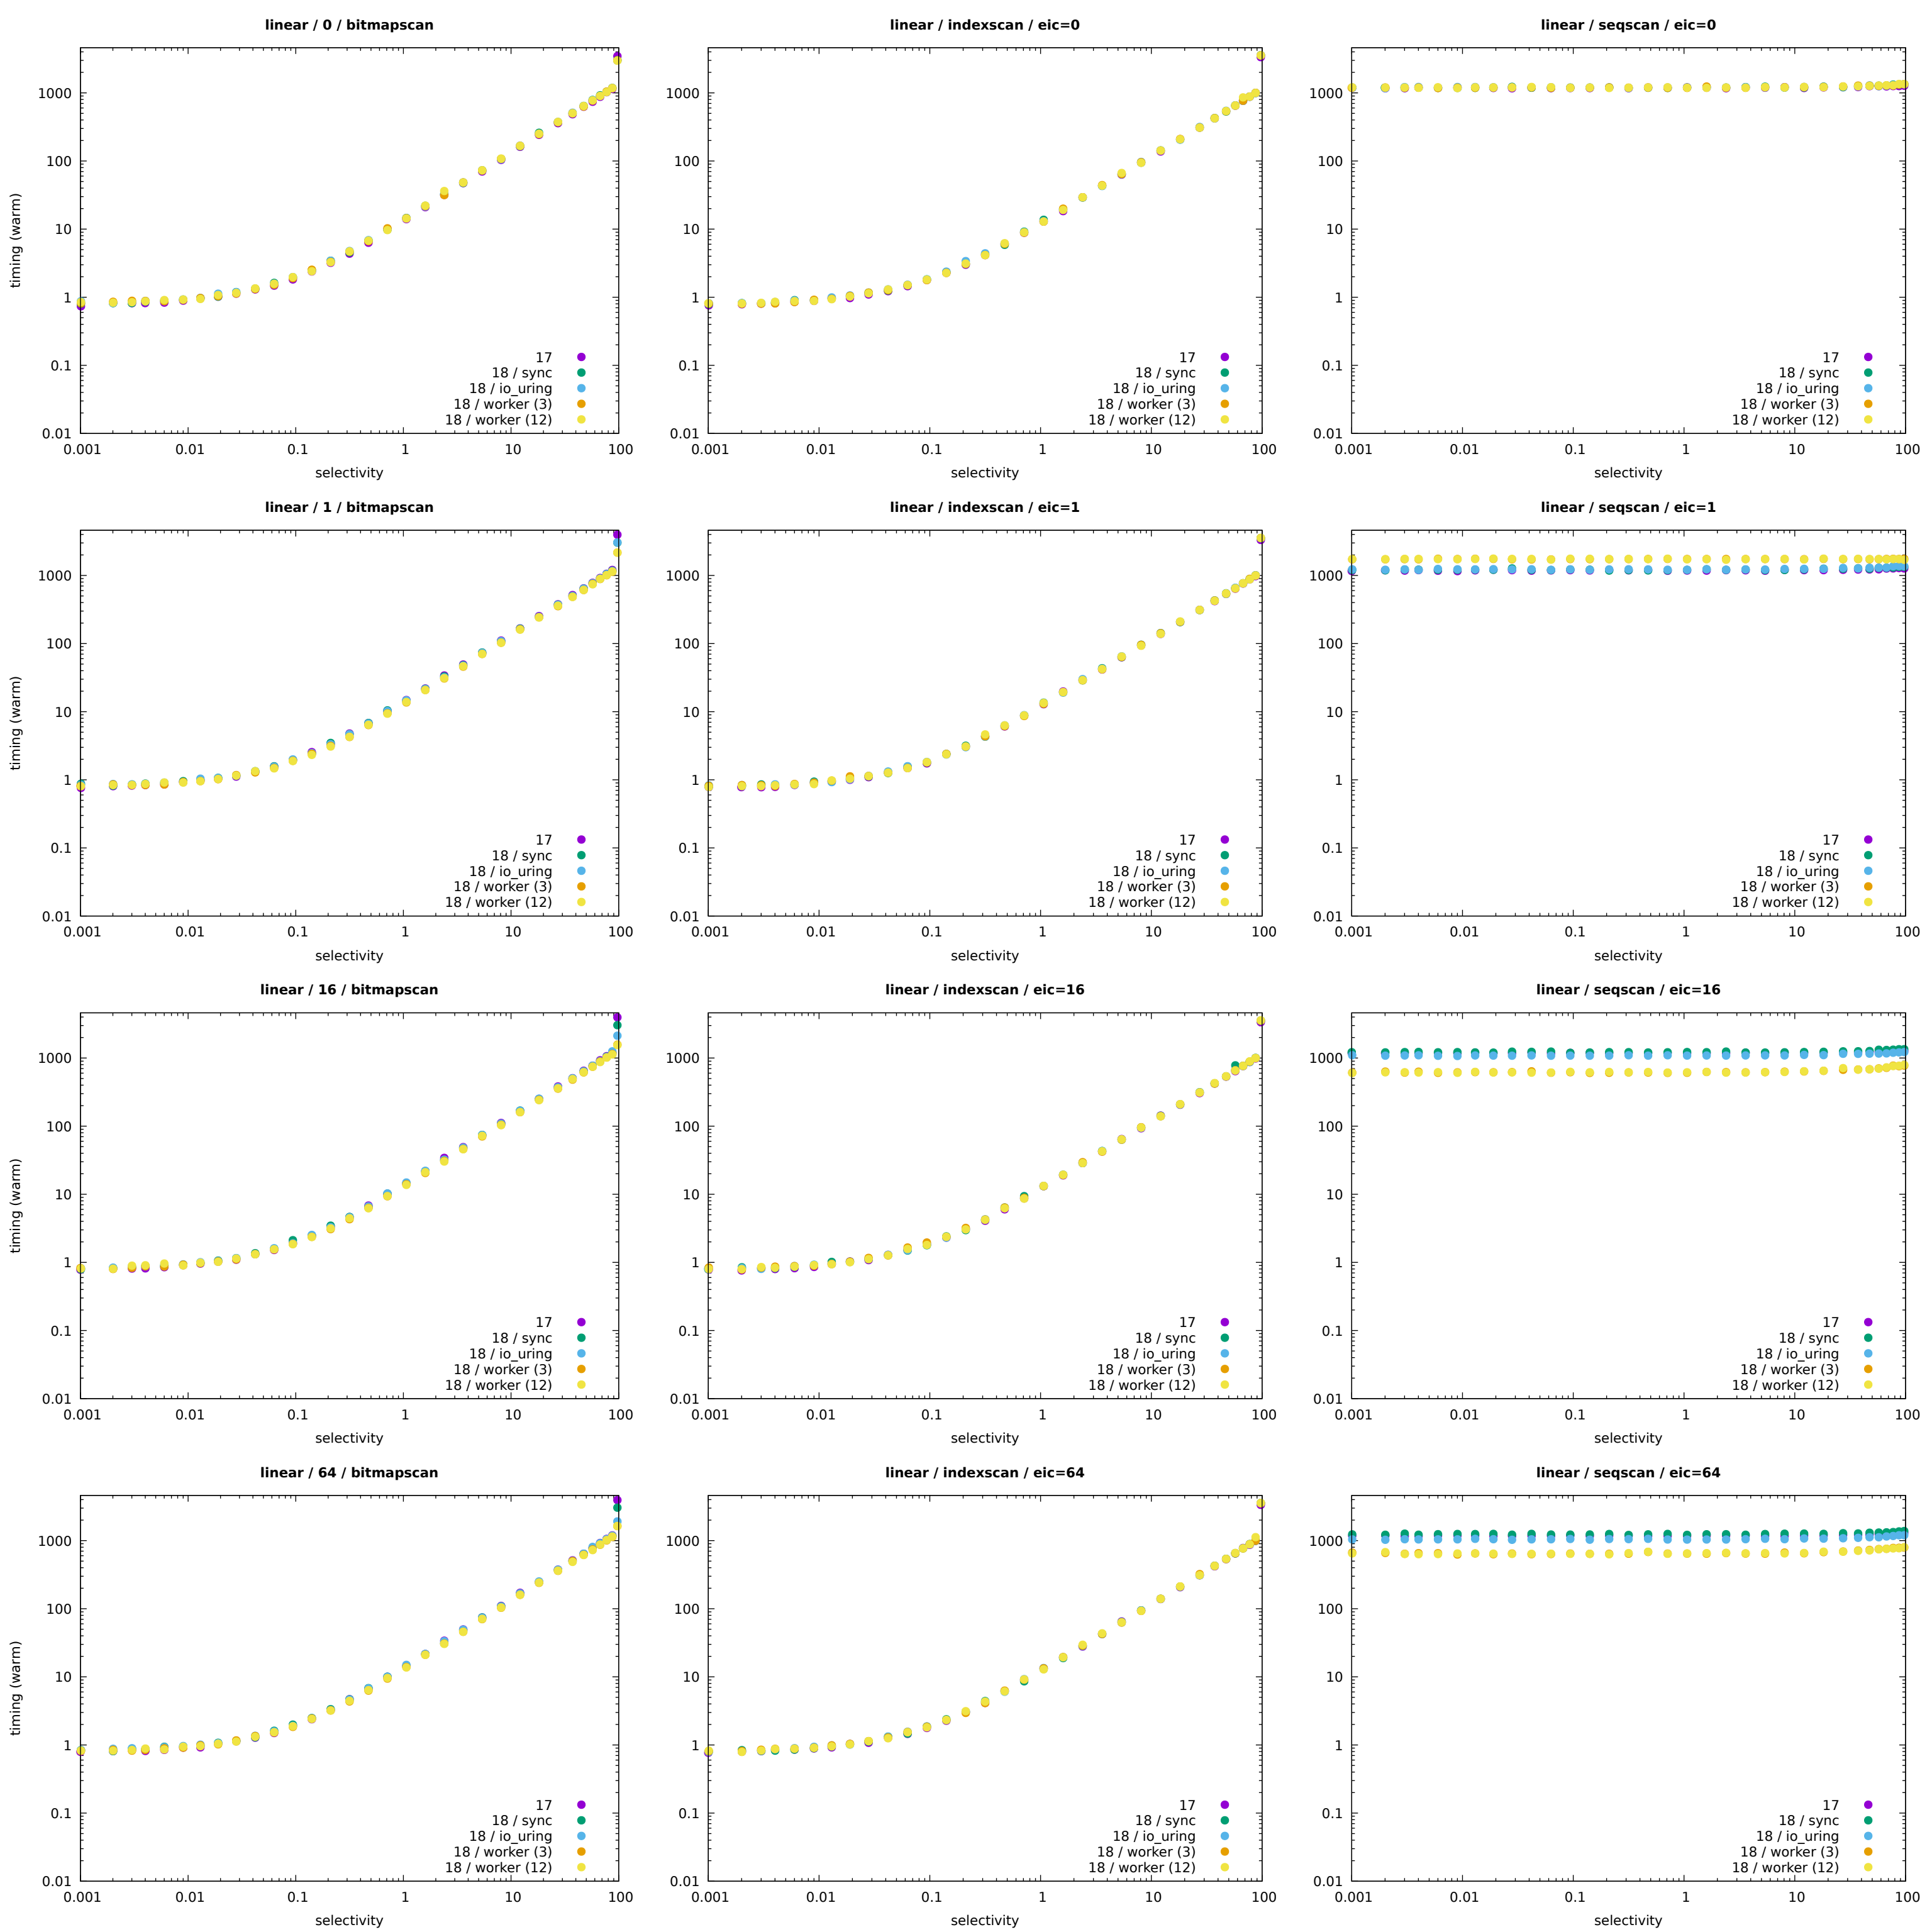 linear / 0 / bitmapscan
timing (warm)
1000
100
10
1
0.1
0.01
17
18 / sync
18 / io_uring
18 / worker (3)
18 / worker (12)
0.001 0.01 0.1 1 10 100
selectivity
linear / indexscan / eic=0
1000
100
10
1
0.1
0.01
17
18 / sync
18 / io_uring
18 / worker (3)
18 / worker (12)
0.001 0.01 0.1 1 10 100
selectivity
linear / seqscan / eic=0
1000
100
10
1
0.1
0.01
17
18 / sync
18 / io_uring
18 / worker (3)
18 / worker (12)
0.001 0.01 0.1 1 10 100
selectivity
linear / 1 / bitmapscan
timing (warm)
1000
100
10
1
0.1
0.01
17
18 / sync
18 / io_uring
18 / worker (3)
18 / worker (12)
0.001 0.01 0.1 1 10 100
selectivity
linear / indexscan / eic=1
1000
100
10
1
0.1
0.01
17
18 / sync
18 / io_uring
18 / worker (3)
18 / worker (12)
0.001 0.01 0.1 1 10 100
selectivity
linear / seqscan / eic=1
1000
100
10
1
0.1
0.01
17
18 / sync
18 / io_uring
18 / worker (3)
18 / worker (12)
0.001 0.01 0.1 1 10 100
selectivity
linear / 16 / bitmapscan
timing (warm)
1000
100
10
1
0.1
0.01
17
18 / sync
18 / io_uring
18 / worker (3)
18 / worker (12)
0.001 0.01 0.1 1 10 100
selectivity
linear / indexscan / eic=16
1000
100
10
1
0.1
0.01
17
18 / sync
18 / io_uring
18 / worker (3)
18 / worker (12)
0.001 0.01 0.1 1 10 100
selectivity
linear / seqscan / eic=16
1000
100
10
1
0.1
0.01
17
18 / sync
18 / io_uring
18 / worker (3)
18 / worker (12)
0.001 0.01 0.1 1 10 100
selectivity
linear / 64 / bitmapscan
timing (warm)
1000
100
10
1
0.1
0.01
17
18 / sync
18 / io_uring
18 / worker (3)
18 / worker (12)
0.001 0.01 0.1 1 10 100
selectivity
linear / indexscan / eic=64
1000
100
10
1
0.1
0.01
17
18 / sync
18 / io_uring
18 / worker (3)
18 / worker (12)
0.001 0.01 0.1 1 10 100
selectivity
linear / seqscan / eic=64
1000
100
10
1
0.1
0.01
17
18 / sync
18 / io_uring
18 / worker (3)
18 / worker (12)
0.001 0.01 0.1 1 10 100
selectivity